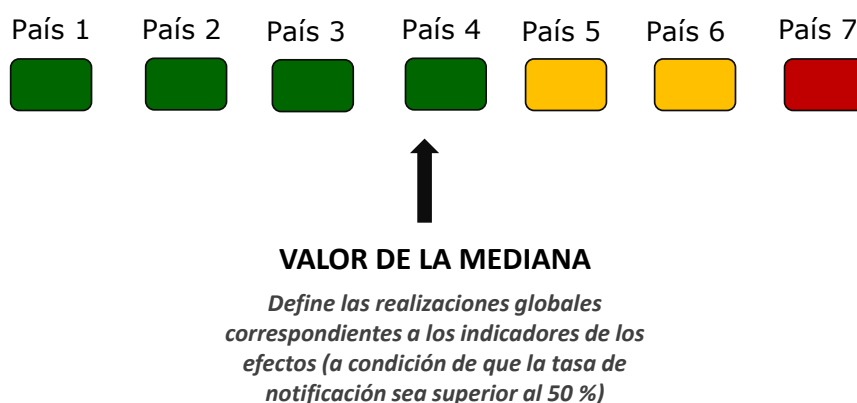 País 1 País 2 País 3 País 4 País 5 País 6 País 7
VALOR DE LA MEDIANA
Define las realizaciones globales
correspondientes a los indicadores de los
efectos (a condición de que la tasa de
notificación sea superior al 50 %)